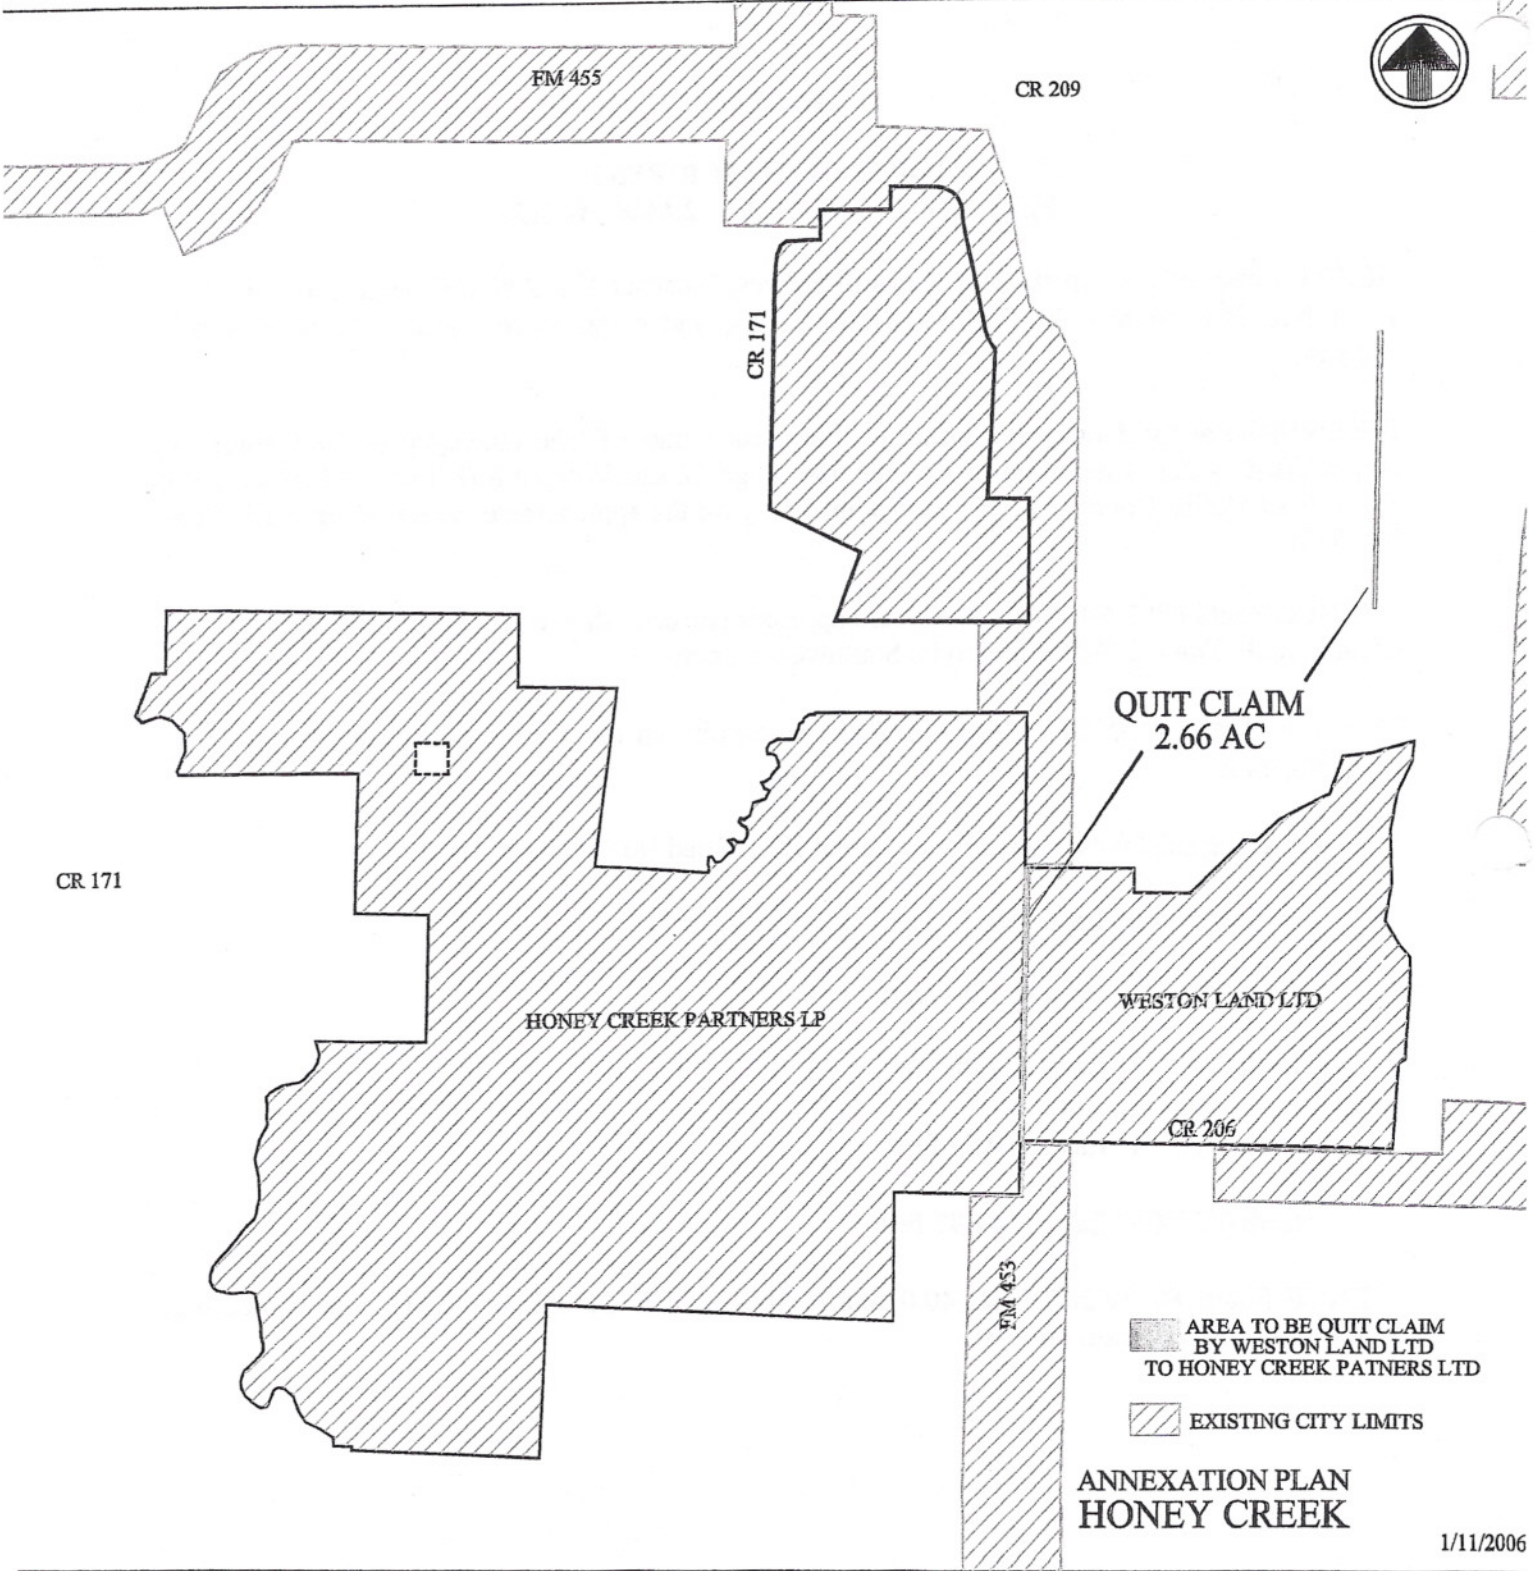 FM 455
CR 209
CR 171
QUIT CLAIM
2.66 AC
CR 171
HONEY CREEK PARTNERS LP
WESTON LAND LTD
CR 206
FM 453
AREA TO BE QUIT CLAIM
BY WESTON LAND LTD
TO HONEY CREEK PATNERS LTD
EXISTING CITY LIMITS
ANNEXATION PLAN
HONEY CREEK
1/11/2006